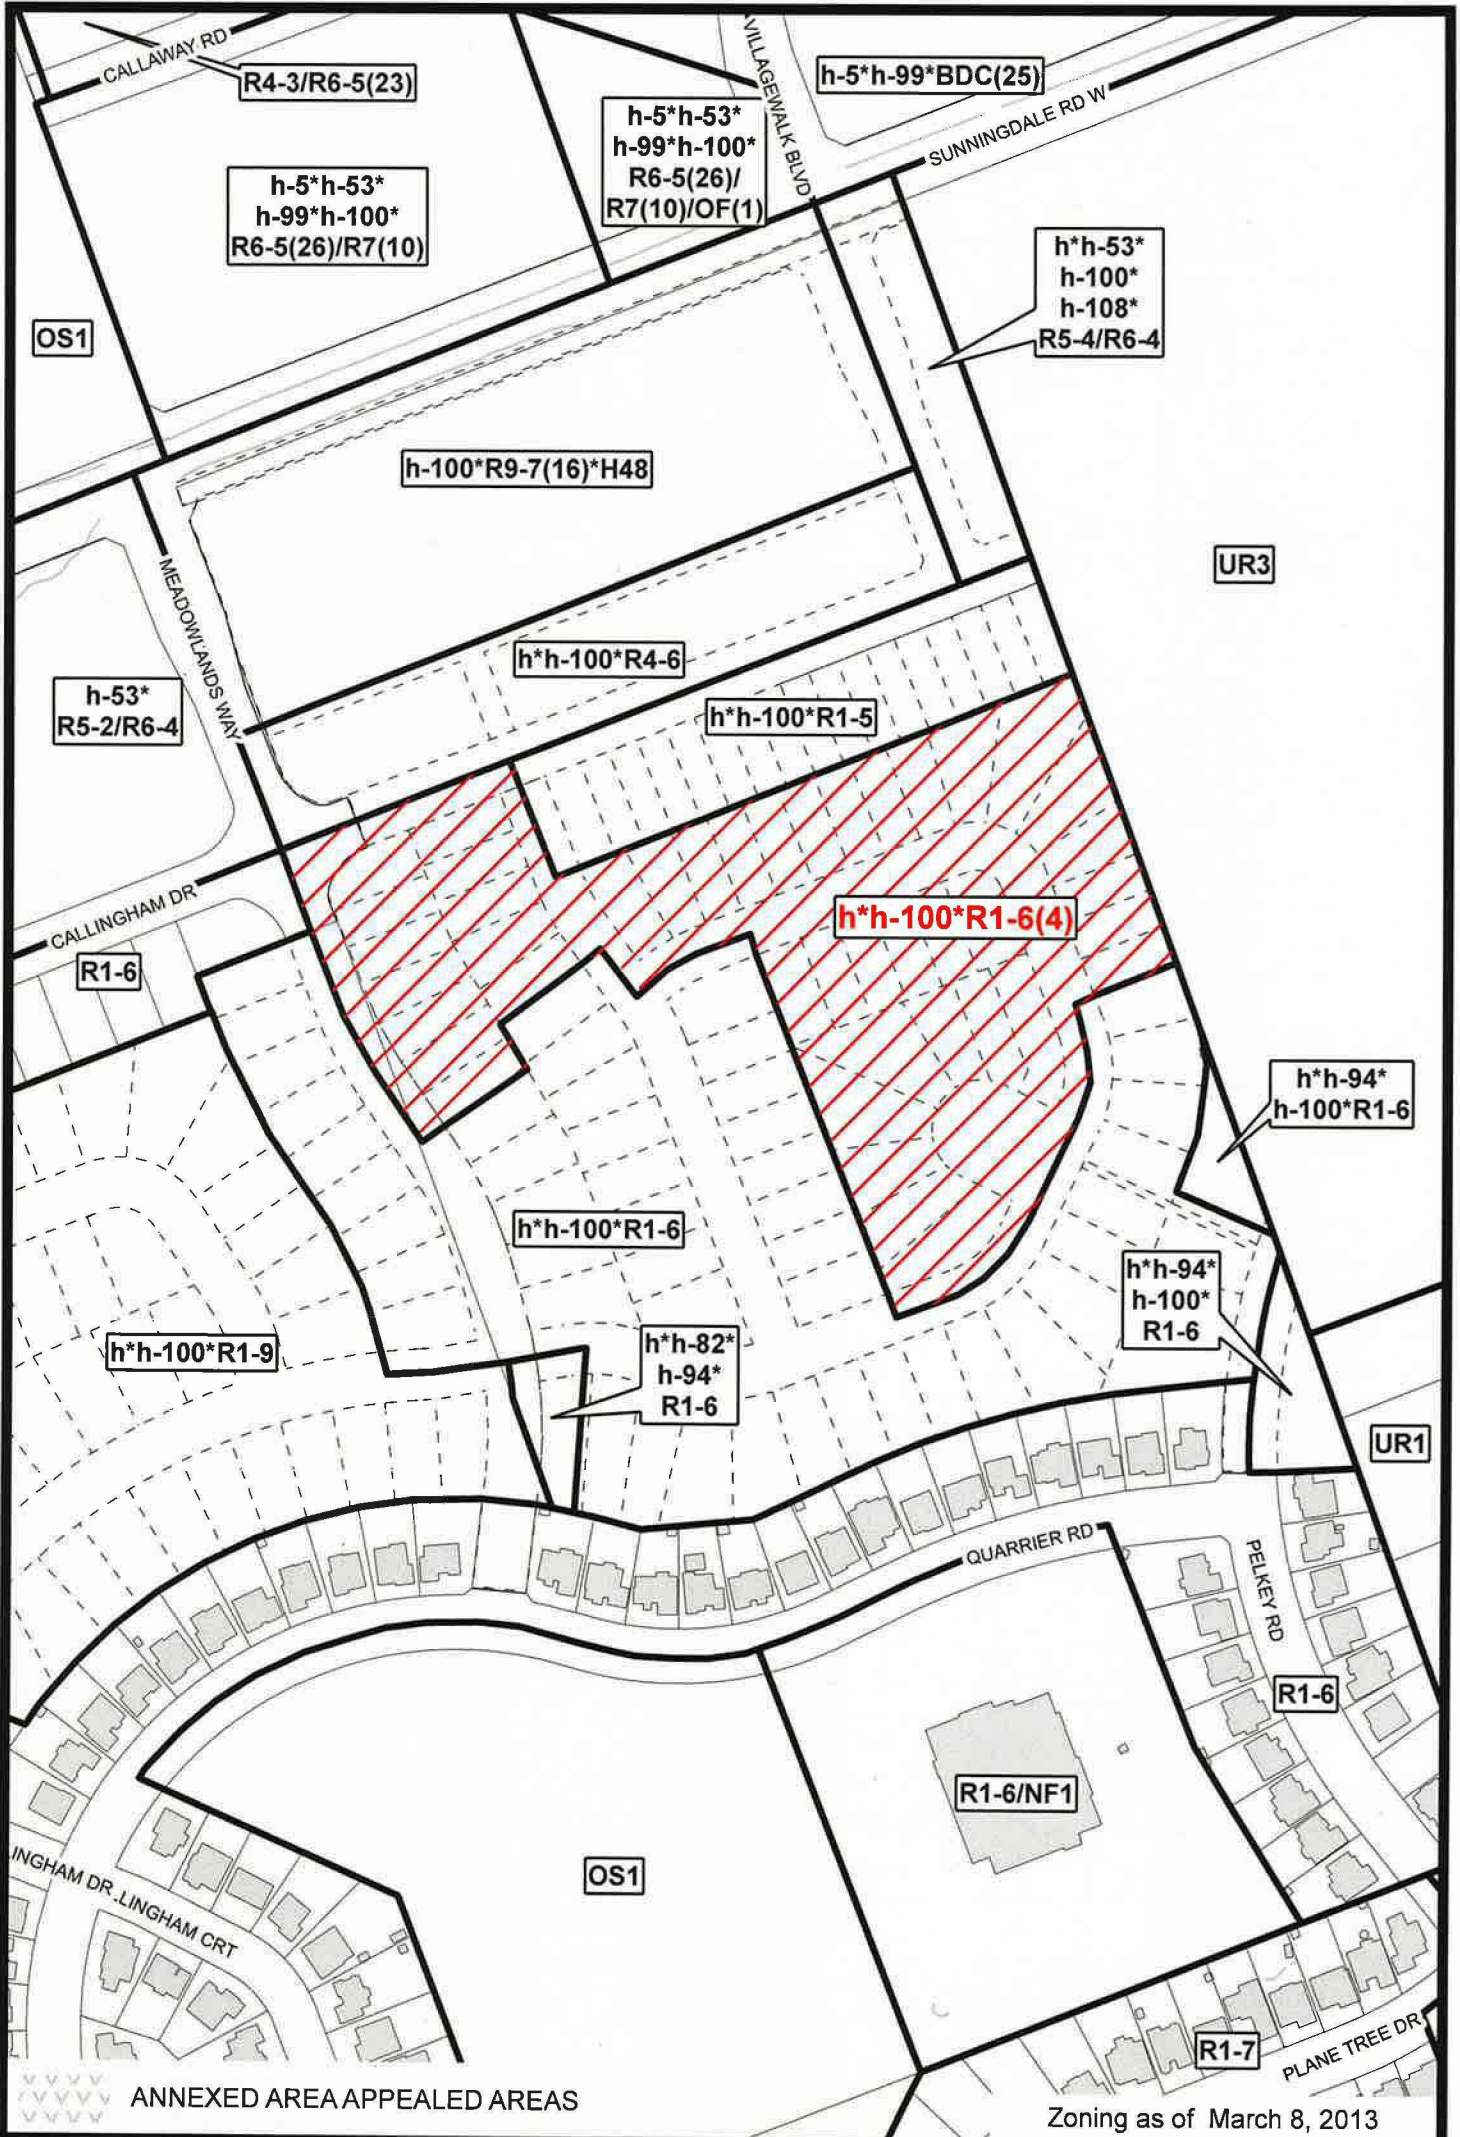 CALLAWAY RD
R4-3/R6-5(23)
VILLAGEWALK BLVD
h-5*h-99*BDC(25)
SUNNINGDALE RD W
h-5*h-53*
h-99*h-100*
R6-5(26)/
R7(10)/OF(1)
h-5*h-53*
h-99*h-100*
R6-5(26)/R7(10)
h*h-53*
h-100*
h-108*
R5-4/R6-4
OS1
h-100*R9-7(16)*H48
UR3
MEADOWLANDS WAY
h*h-100*R4-6
h-53*
R5-2/R6-4
h*h-100*R1-5
h*h-100*R1-6(4)
CALLINGHAM DR
R1-6
h*h-94*
h-100*R1-6
h*h-100*R1-6
h*h-94*
h-100*
R1-6
h*h-100*R1-9
h*h-82*
h-94*
R1-6
UR1
QUARRIER RD
PELKEY RD
R1-6
R1-6/NF1
OS1
INGHAM DR
LINGHAM CRT
R1-7
PLANE TREE DR
ANNEXED AREA APPEALED AREAS
Zoning as of March 8, 2013